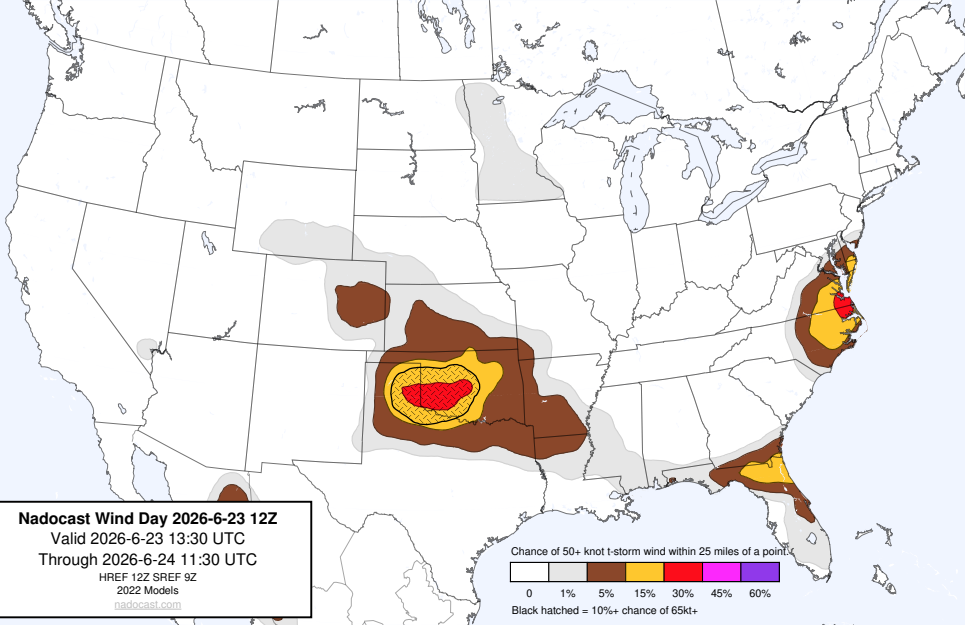 Nadocast Wind Day 2026-6-23 12Z
Valid 2026-6-23 13:30 UTC
Through 2026-6-24 11:30 UTC
HREF 12Z SREF 9Z
2022 Models
nadocast.com
Chance of 50+ knot t-storm wind within 25 miles of a point.
0 1% 5% 15% 30% 45% 60%
Black hatched = 10%+ chance of 65kt+